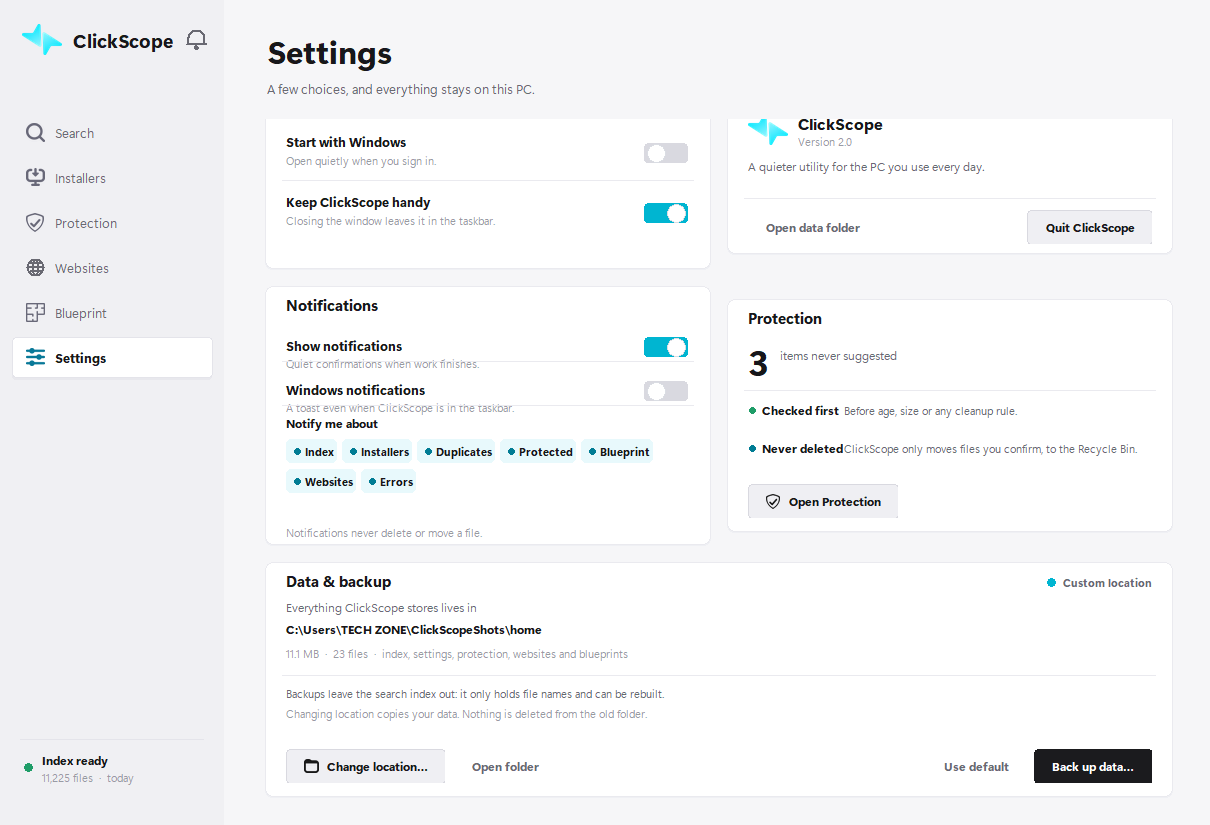 ClickScope
Search
Installers
Protection
Websites
Blueprint
Settings
Index ready
11,225 files · today
Settings
A few choices, and everything stays on this PC.
Start with Windows
Open quietly when you sign in.
Keep ClickScope handy
Closing the window leaves it in the taskbar.
ClickScope
Version 2.0
A quieter utility for the PC you use every day.
Open data folder
Quit ClickScope
Notifications
Show notifications
Quiet confirmations when work finishes.
Windows notifications
A toast even when ClickScope is in the taskbar.
Notify me about
Index Installers Duplicates Protected Blueprint
Websites Errors
Notifications never delete or move a file.
Protection
3 items never suggested
Checked first Before age, size or any cleanup rule.
Never deleted ClickScope only moves files you confirm, to the Recycle Bin.
Open Protection
Data & backup
Custom location
Everything ClickScope stores lives in
C:\Users\TECH ZONE\ClickScopeShots\home
11.1 MB · 23 files · index, settings, protection, websites and blueprints
Backups leave the search index out: it only holds file names and can be rebuilt.
Changing location copies your data. Nothing is deleted from the old folder.
Change location...
Open folder
Use default
Back up data...